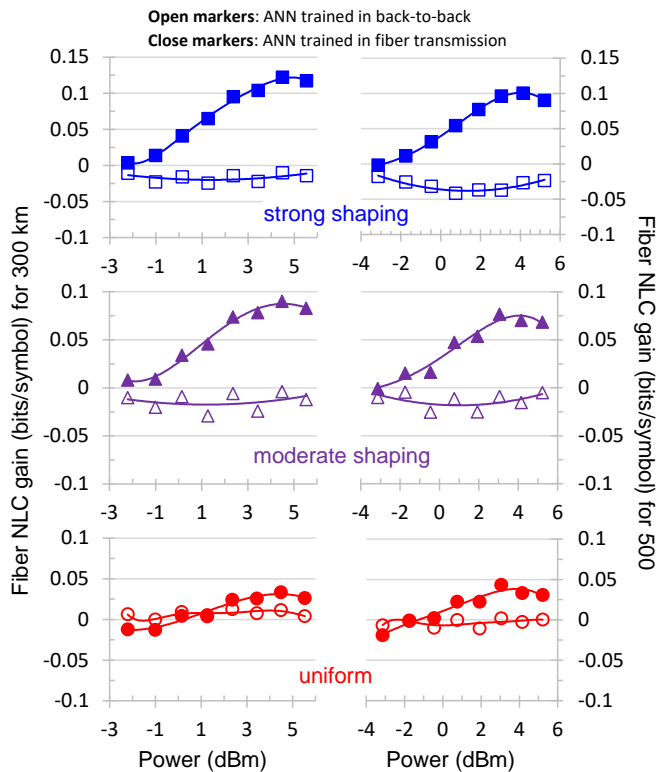 Open markers: ANN trained in back-to-back
Close markers: ANN trained in fiber transmission
Fiber NLC gain (bits/symbol) for 300 km
0.15
0.1
0.05
0
-0.05
-0.1
-3 -1 1 3 5
0.15
0.10
0.05
0
-0.05
-0.1
-4 -2 0 2 4 6
strong shaping
0.1
0.05
0
-0.05
-0.1
-3 -1 1 3 5
0.1
0.05
0
-0.05
-0.1
-4 -2 0 2 4 6
moderate shaping
0.1
0.05
0
-0.05
-0.1
-3 -1 1 3 5
0.1
0.05
0
-0.05
-0.1
-4 -2 0 2 4 6
uniform
Power (dBm)
Power (dBm)
Fiber NLC gain (bits/symbol) for 500